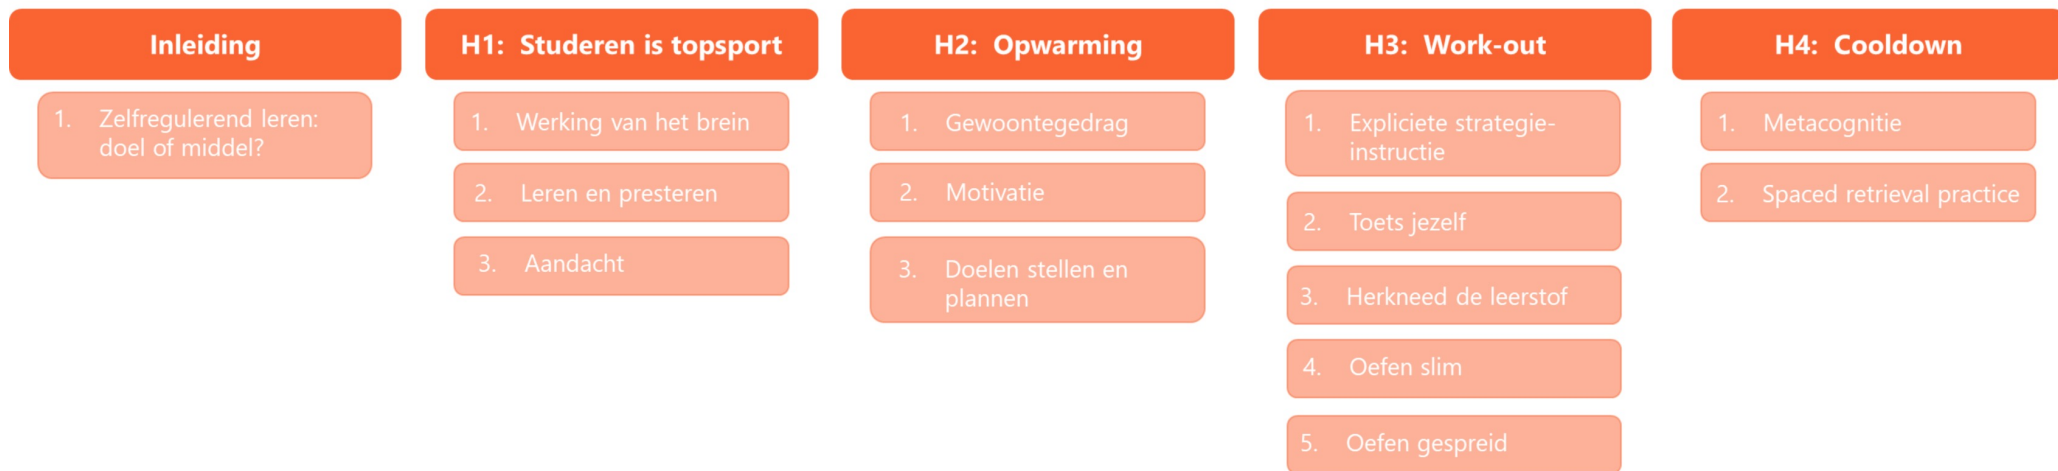 Inleiding
1. Zelfregulerend leren:
doel of middel?
H1: Studeren is topsport
1. Werking van het brein
2. Leren en presteren
3. Aandacht
H2: Opwarming
1. Gewoontegedrag
2. Motivatie
3. Doelen stellen en
plannen
H3: Work-out
1. Expliciete strategie-
instructie
2. Toets jezelf
3. Herkneed de leerstof
4. Oefen slim
5. Oefen gespreid
H4: Cooldown
1. Metacognitie
2. Spaced retrieval practice